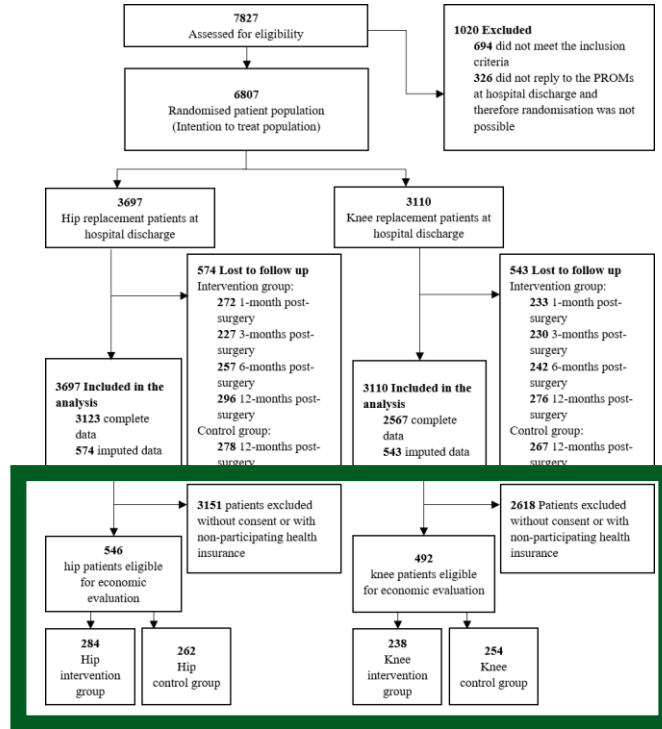 7827
Assessed for eligibility
1020 Excluded
694 did not meet the inclusion
criteria
326 did not reply to the PROMs
at hospital discharge and
therefore randomisation was not
possible
6807
Randomised patient population
(Intention to treat population)
3697
Hip replacement patients at
hospital discharge
3110
Knee replacement patients at
hospital discharge
574 Lost to follow up
Intervention group:
272 1-month post-
surgery
227 3-months post-
surgery
257 6-months post-
surgery
296 12-months post-
surgery
Control group:
278 12-months post-
543 Lost to follow up
Intervention group:
233 1-month post-
surgery
230 3-months post-
surgery
242 6-months post-
surgery
276 12-months post-
surgery
Control group:
267 12-months post-
3697 Included in the
analysis
3123 complete
data
574 imputed data
3110 Included in the
analysis
2567 complete
data
543 imputed data
3151 patients excluded
without consent or with
non-participating health
insurance
2618 Patients excluded
without consent or with
non-participating health
insurance
546
hip patients eligible
for economic
evaluation
492
knee patients eligible
for economic evaluation
284
Hip
intervention
group
262
Hip
control group
238
Knee
intervention
group
254
Knee
control group